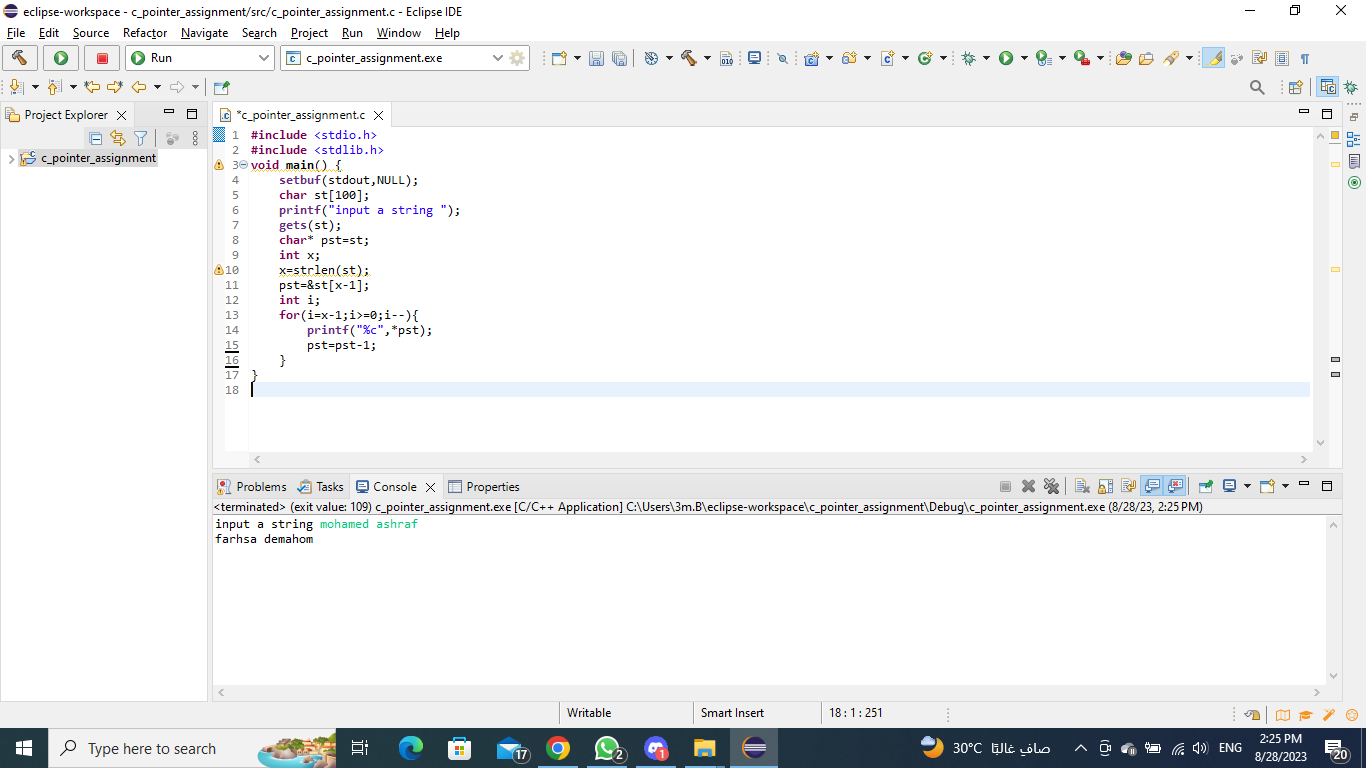 eclipse-workspace - c_pointer_assignment/src/c_pointer_assignment.c - Eclipse IDE
File Edit Source Refactor Navigate Search Project Run Window Help
Run c_pointer_assignment.exe
Project Explorer
c_pointer_assignment
*c_pointer_assignment.c
1 #include <stdio.h>
2 #include <stdlib.h>
3 void main() {
4 setbuf(stdout,NULL);
5 char st[100];
6 printf("input a string ");
7 gets(st);
8 char* pst=st;
9 int x;
10 x=strlen(st);
11 pst=&st[x-1];
12 int i;
13 for(i=x-1;i>=0;i--){
14 printf("%c",*pst);
15 pst=pst-1;
16 }
17 }
18
Problems Tasks Console Properties
<terminated> (exit value: 109) c_pointer_assignment.exe [C/C++ Application] C:\Users\3m.B\eclipse-workspace\c_pointer_assignment\Debug\c_pointer_assignment.exe (8/28/23, 2:25 PM)
input a string mohamed ashraf
farhsa demahom
Writable Smart Insert 18 : 1 : 251
Type here to search 17 2 1 30°C صافٍ غالبًا ENG 2:25 PM 20
8/28/2023